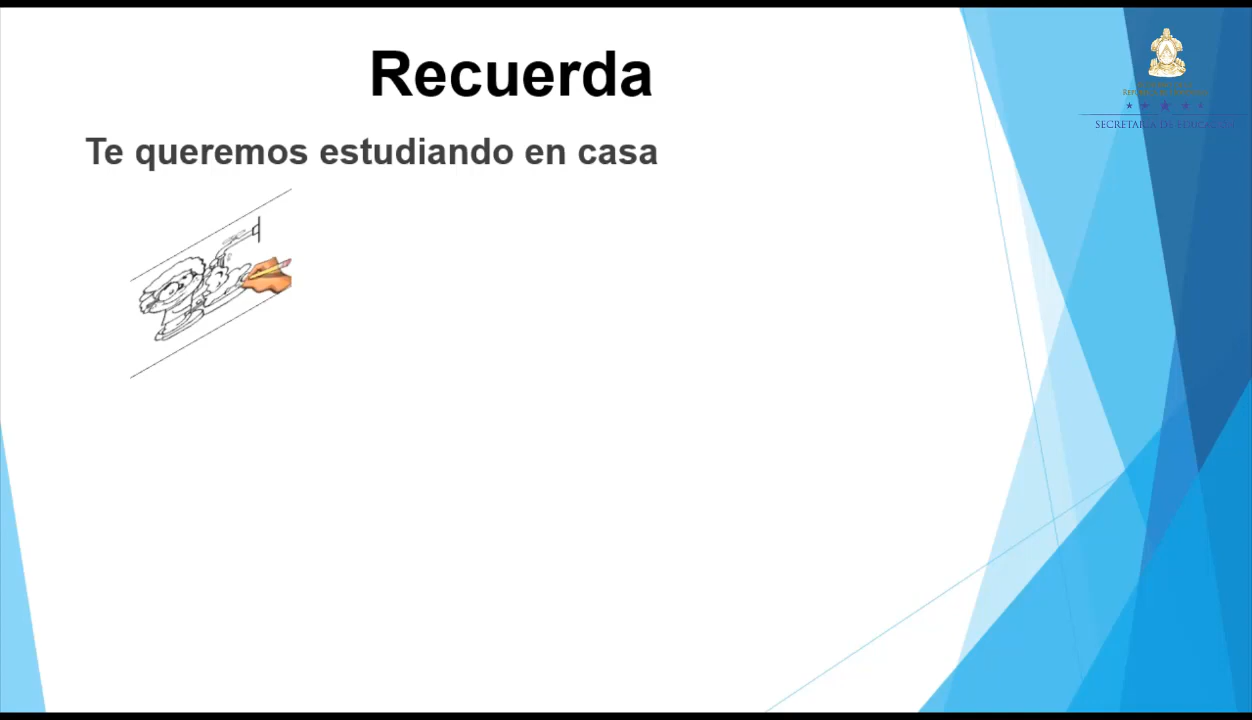 Recuerda
Te queremos estudiando en casa
SECRETARÍA DE EDUCACIÓN